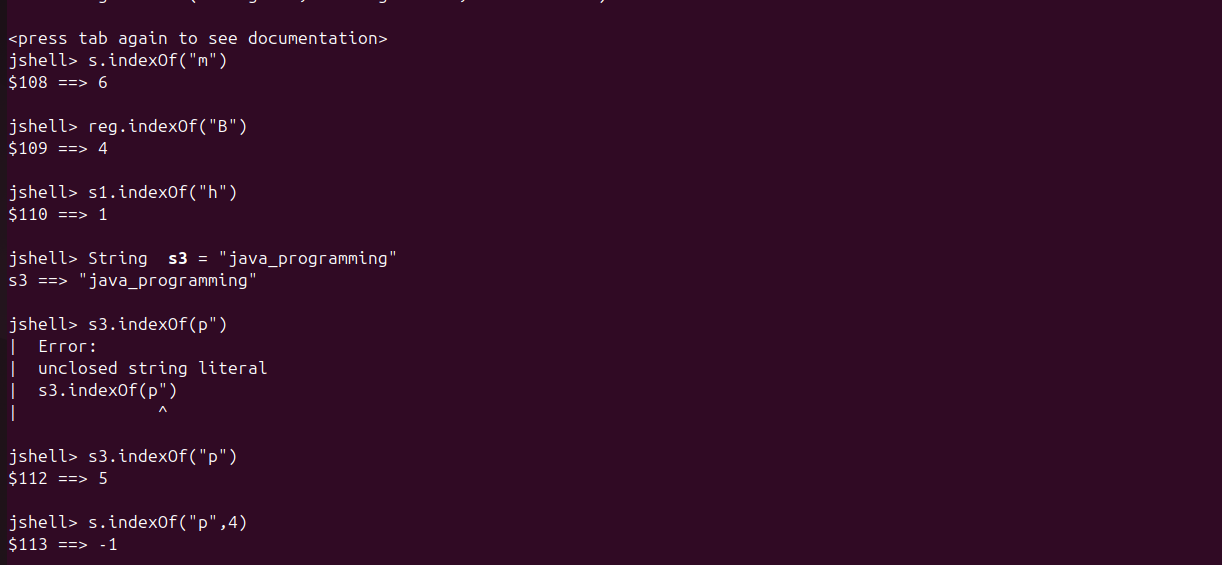 <press tab again to see documentation>
jshell> s.indexOf("m")
$108 ==> 6
jshell> reg.indexOf("B")
$109 ==> 4
jshell> s1.indexOf("h")
$110 ==> 1
jshell> String  s3 = "java_programming"
s3 ==> "java_programming"
jshell> s3.indexOf(p")
|  Error:
|  unclosed string literal
|  s3.indexOf(p")
|              ^
jshell> s3.indexOf("p")
$112 ==> 5
jshell> s.indexOf("p",4)
$113 ==> -1